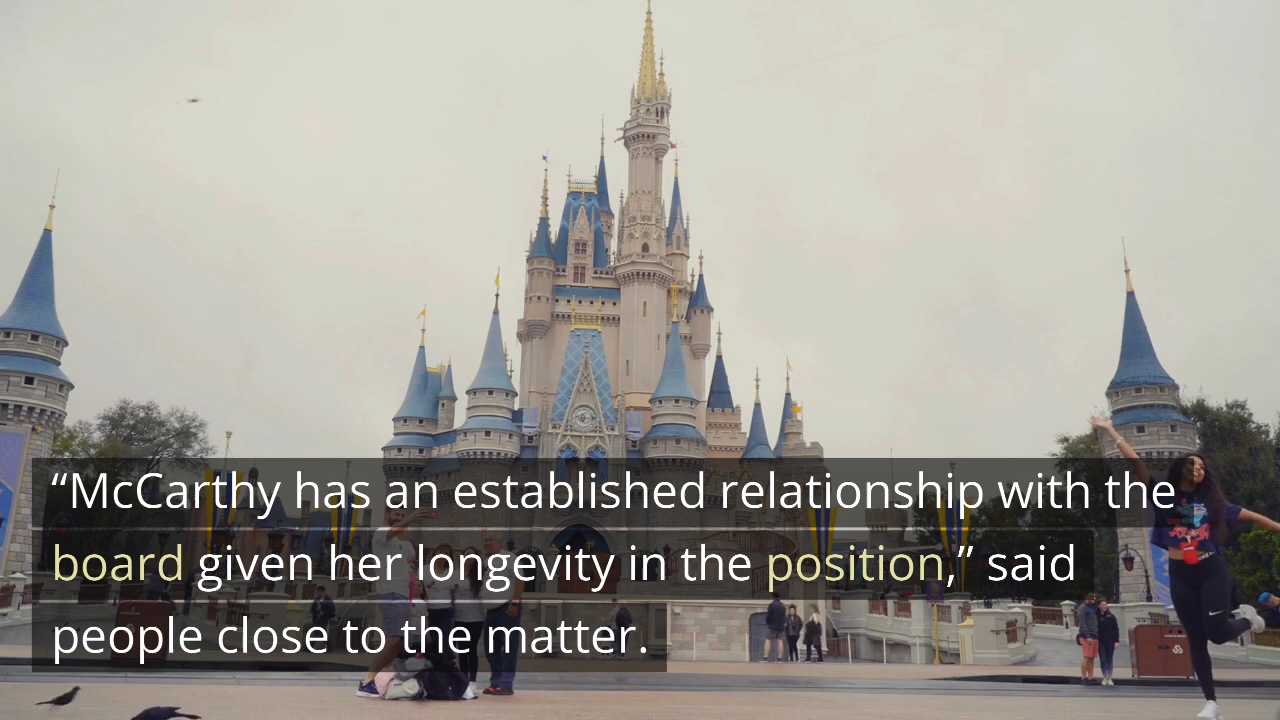 “McCarthy has an established relationship with the
board given her longevity in the position,” said
people close to the matter.